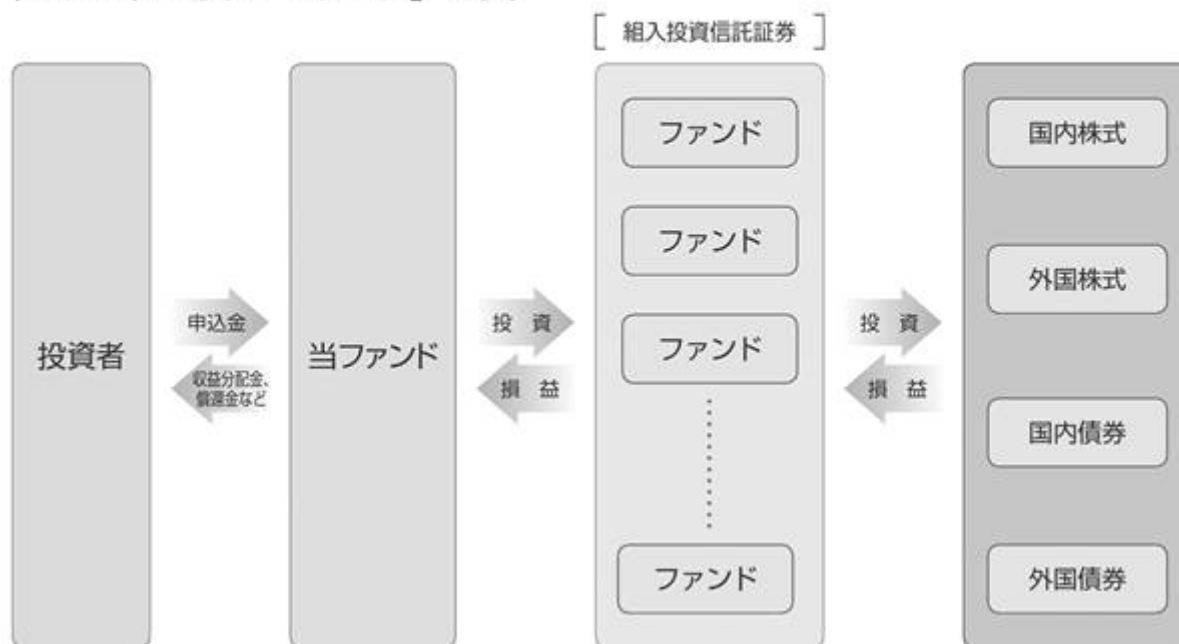 [ 組入投資信託証券 ]
投資者
申込金
収益分配金、
償還金など
当ファンド
投 資
損 益
ファンド
ファンド
ファンド
ファンド
投 資
損 益
国内株式
外国株式
国内債券
外国債券